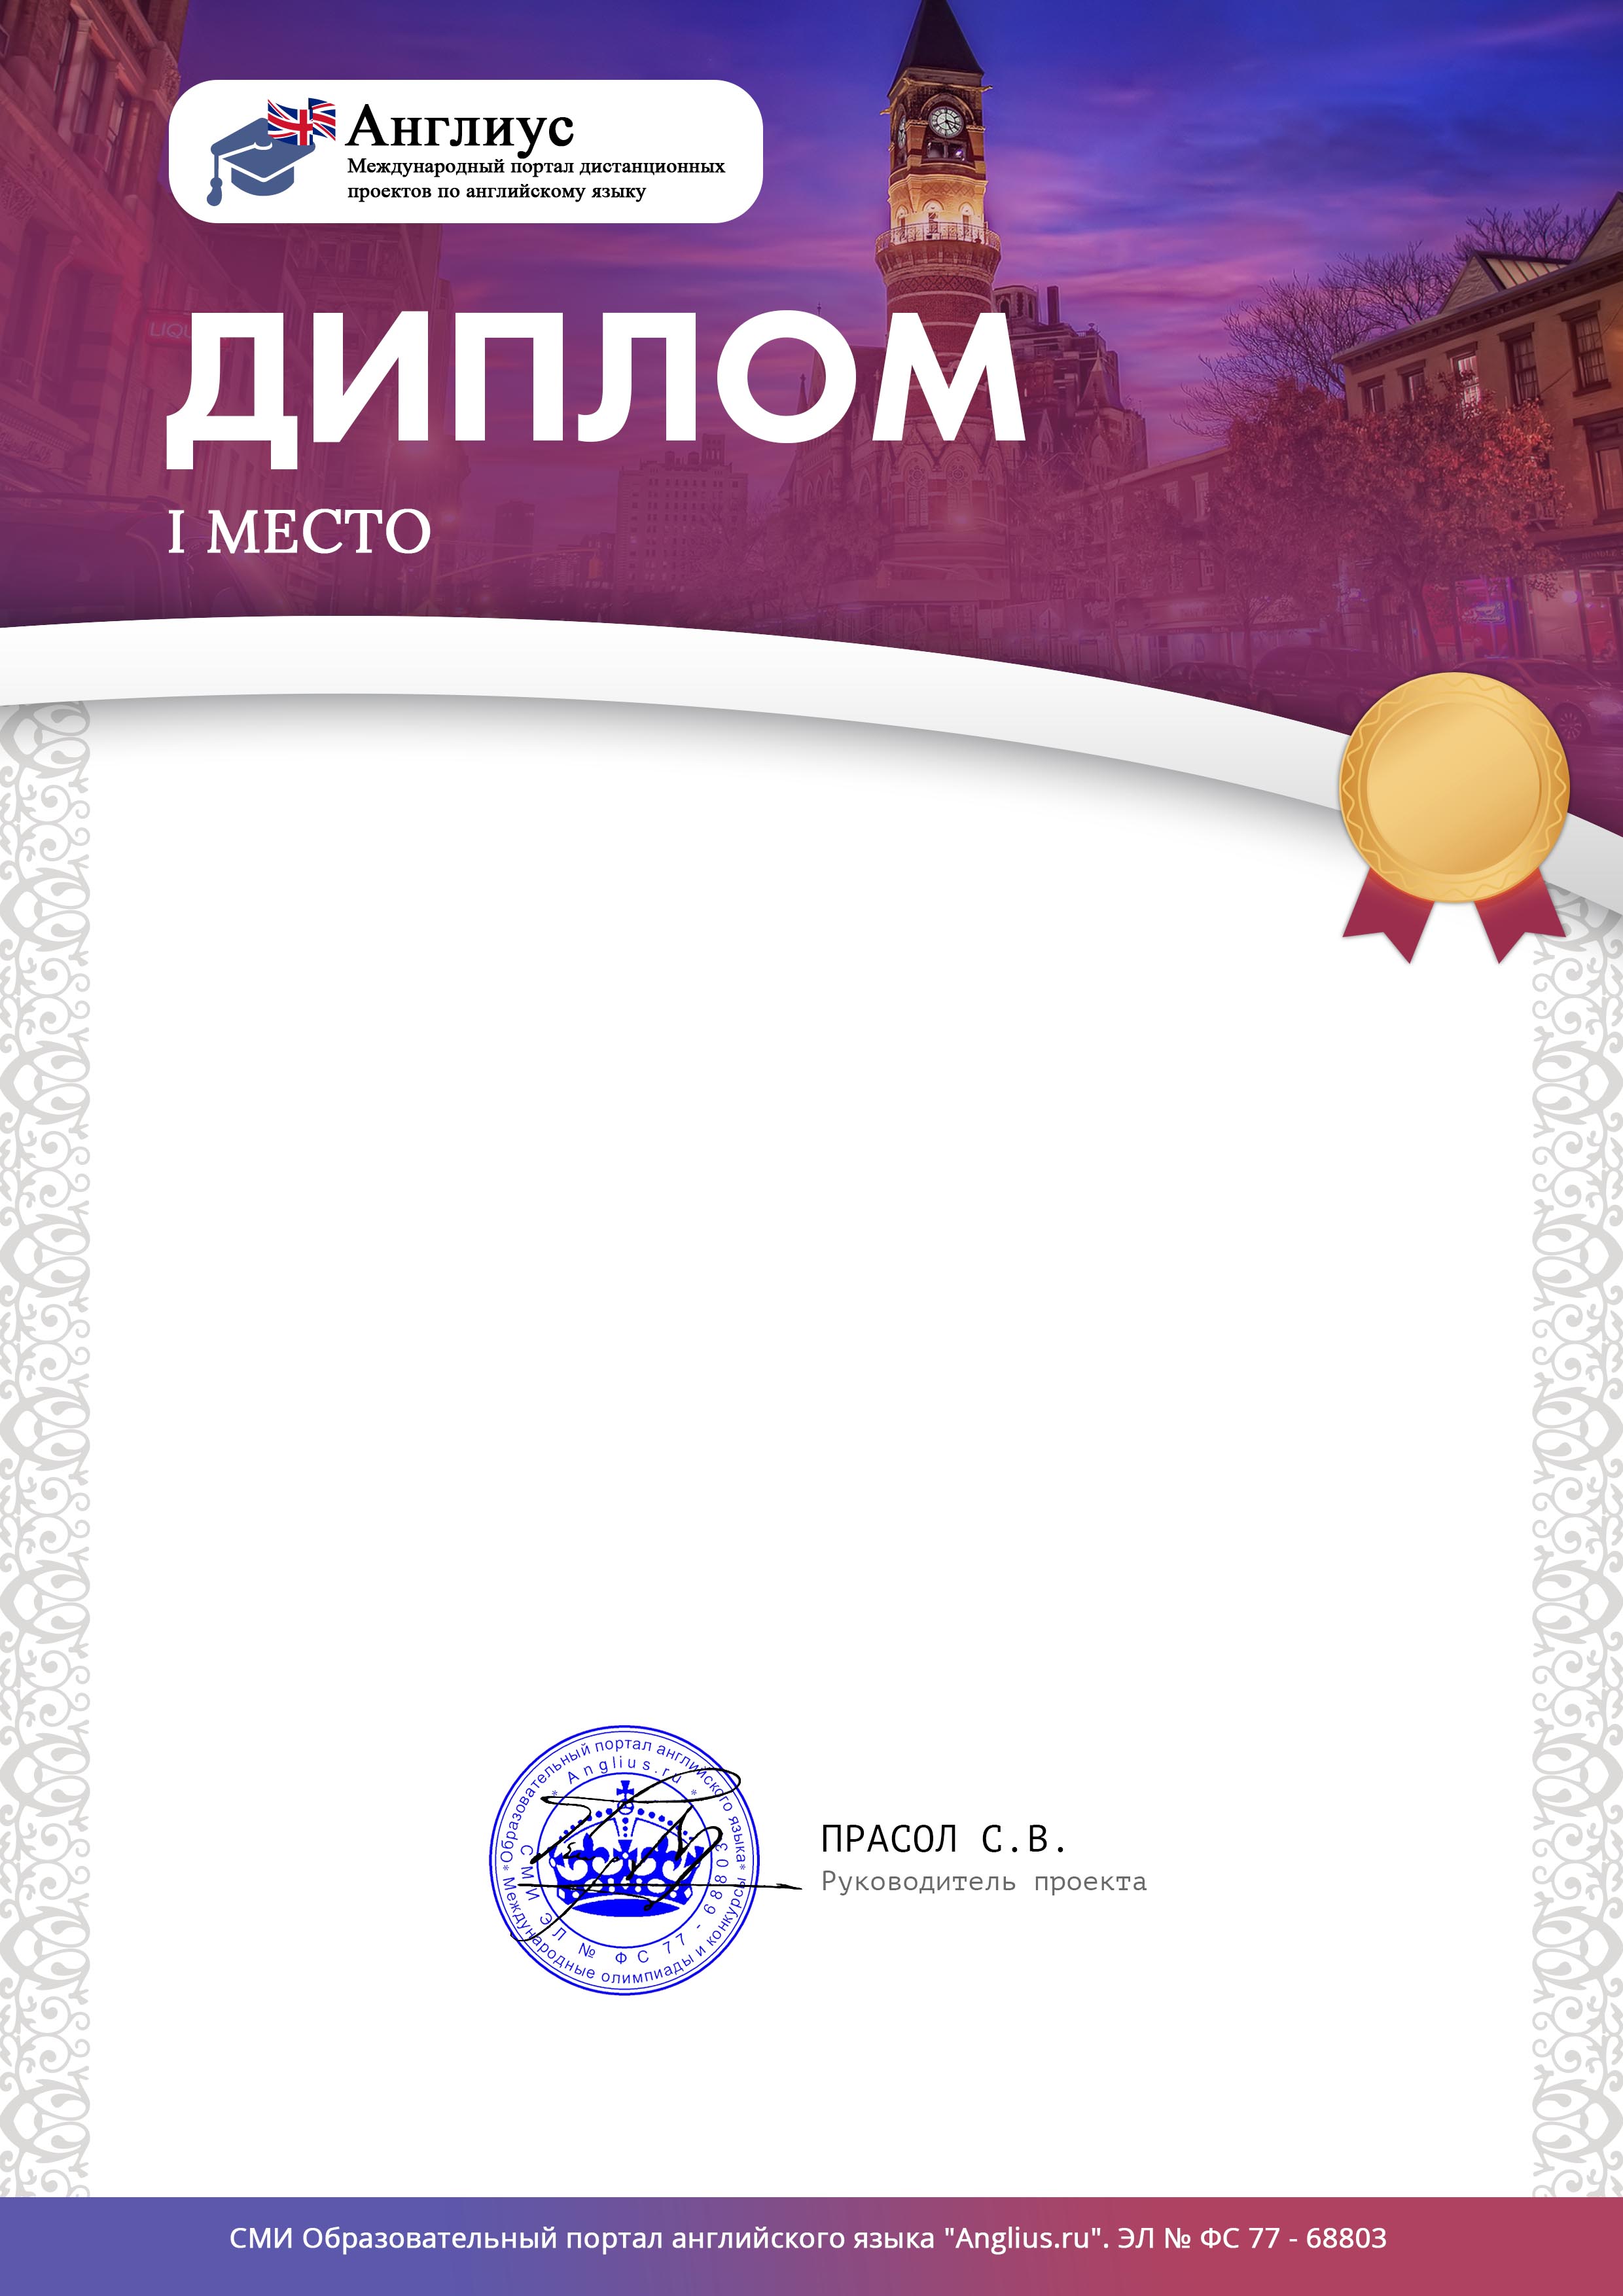 Англиус
Международный портал дистанционных
проектов по английскому языку
LIQU
ДИПЛОМ
I МЕСТО
*Образовательный портал английского языка*
* Anglius.ru *
СМИ ЭЛ № ФС 77 - 68803
Международные олимпиады и конкурсы
ПРАСОЛ С.В.
Руководитель проекта
СМИ Образовательный портал английского языка "Anglius.ru". ЭЛ № ФС 77 - 68803